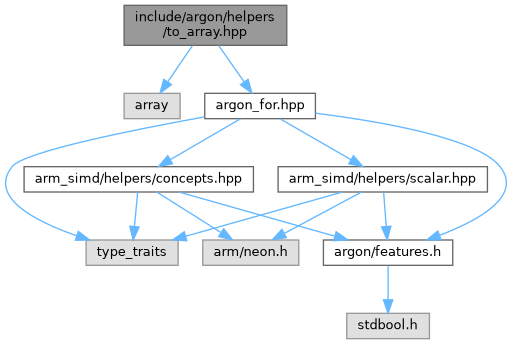 include/argon/helpers
/to_array.hpp
array
argon_for.hpp
arm_simd/helpers/concepts.hpp
arm_simd/helpers/scalar.hpp
type_traits
arm/neon.h
argon/features.h
stdbool.h